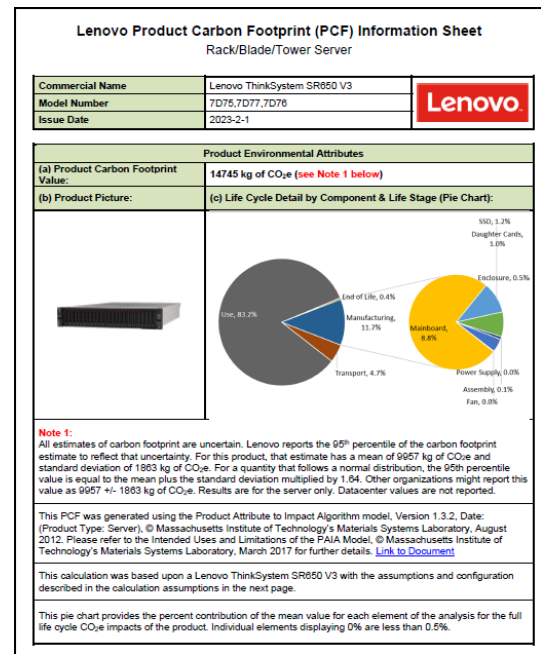 Lenovo Product Carbon Footprint (PCF) Information Sheet
Rack/Blade/Tower Server
Commercial Name Lenovo ThinkSystem SR650 V3
Model Number 7D75,7D77,7D76
Issue Date 2023-2-1
Lenovo
Product Environmental Attributes
(a) Product Carbon Footprint
Value:
14745 kg of CO₂e (see Note 1 below)
(b) Product Picture:
(c) Life Cycle Detail by Component & Life Stage (Pie Chart):
SSD, 1.2%
Daughter Cards,
1.0%
Enclosure, 0.5%
End of Life, 0.4%
Use, 83.2%
Manufacturing,
11.7%
Mainboard,
8.8%
Transport, 4.7%
Power Supply, 0.0%
Assembly, 0.1%
Fan, 0.0%
Note 1:
All estimates of carbon footprint are uncertain. Lenovo reports the 95th percentile of the carbon footprint
estimate to reflect that uncertainty. For this product, that estimate has a mean of 9957 kg of CO₂e and
standard deviation of 1863 kg of CO₂e. For a quantity that follows a normal distribution, the 95th percentile
value is equal to the mean plus the standard deviation multiplied by 1.64. Other organizations might report this
value as 9957 +/- 1863 kg of CO₂e. Results are for the server only. Datacenter values are not reported.
This PCF was generated using the Product Attribute to Impact Algorithm model, Version 1.3.2, Date:
(Product Type: Server), © Massachusetts Institute of Technology's Materials Systems Laboratory, August
2012. Please refer to the Intended Uses and Limitations of the PAIA Model, © Massachusetts Institute of
Technology's Materials Systems Laboratory, March 2017 for further details. Link to Document
This calculation was based upon a Lenovo ThinkSystem SR650 V3 with the assumptions and configuration
described in the calculation assumptions in the next page.
This pie chart provides the percent contribution of the mean value for each element of the analysis for the full
life cycle CO₂e impacts of the product. Individual elements displaying 0% are less than 0.5%.